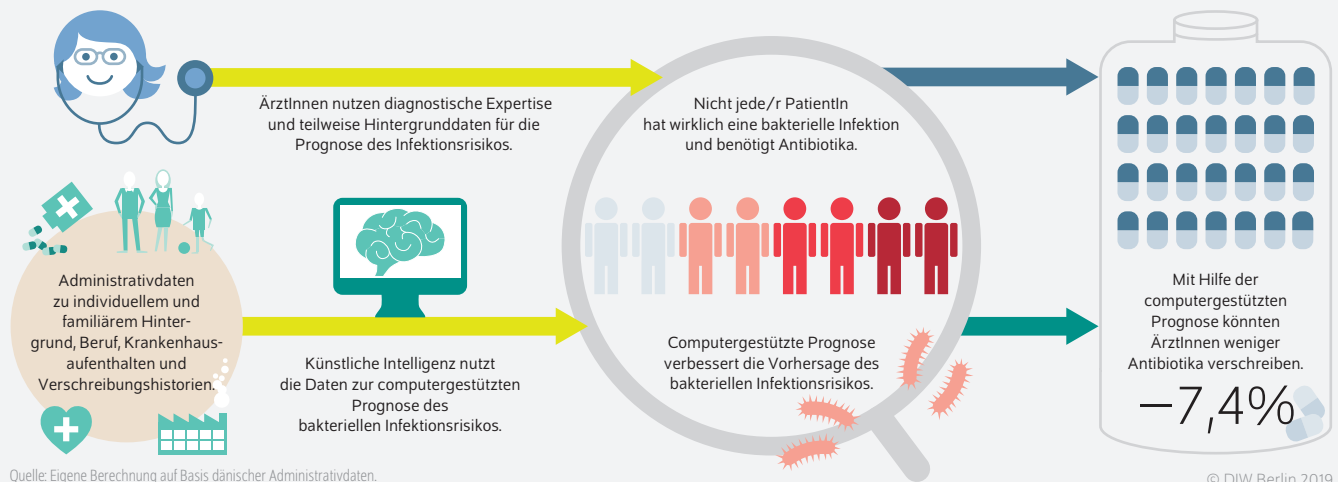 ÄrztInnen nutzen diagnostische Expertise
und teilweise Hintergrunddaten für die
Prognose des Infektionsrisikos.
Nicht jede/r PatientIn
hat wirklich eine bakterielle Infektion
und benötigt Antibiotika.
Administrativdaten
zu individuellem und
familiärem Hinter-
grund, Beruf, Krankenhaus-
aufenthalten und
Verschreibungshistorien.
Künstliche Intelligenz nutzt
die Daten zur computergestützten
Prognose des
bakteriellen Infektionsrisikos.
Computergestützte Prognose
verbessert die Vorhersage des
bakteriellen Infektionsrisikos.
Mit Hilfe der
computergestützten
Prognose könnten
ÄrztInnen weniger
Antibiotika verschreiben.
–7,4%
Quelle: Eigene Berechnung auf Basis dänischer Administrativdaten.
© DIW Berlin 2019